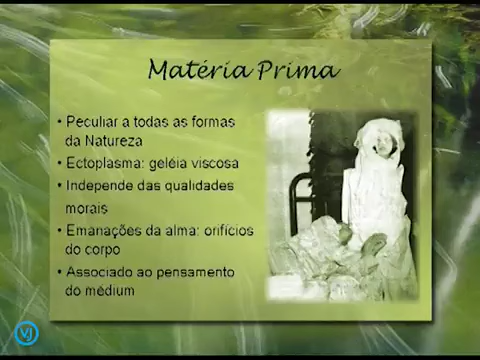 Matéria Prima
• Peculiar a todas as formas
da Natureza
• Ectoplasma: geléia viscosa
• Independe das qualidades
morais
• Emanações da alma: orifícios
do corpo
• Associado ao pensamento
do médium
VJ